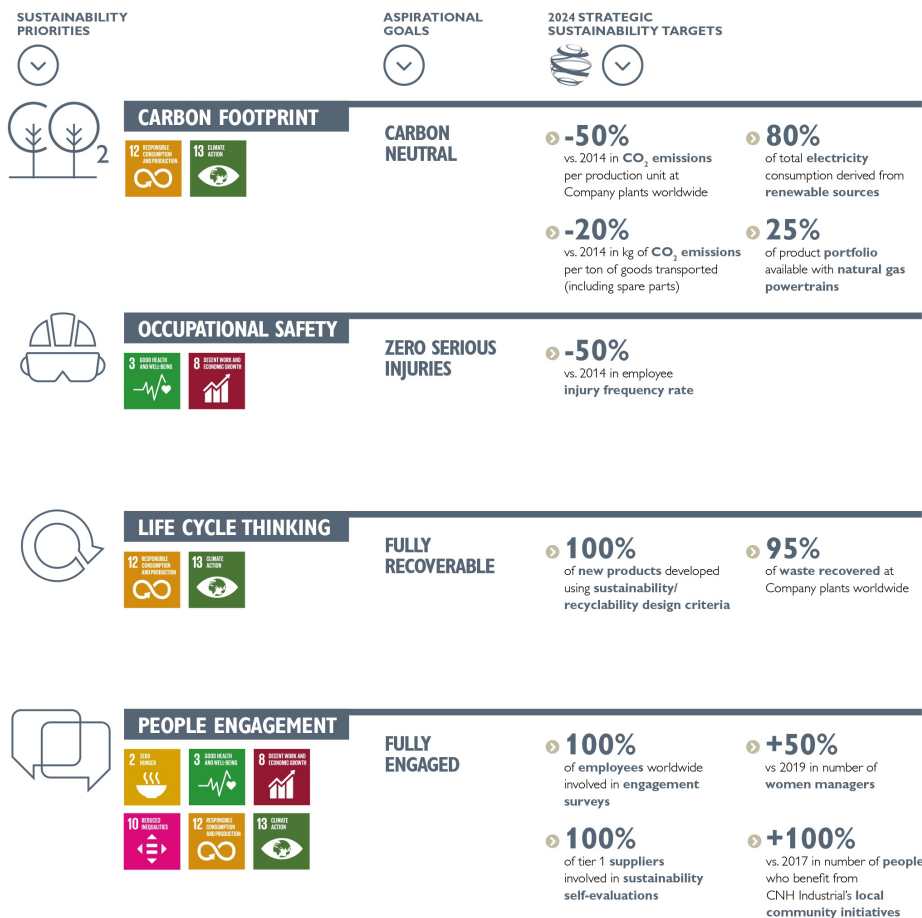 SUSTAINABILITY
PRIORITIES
ASPIRATIONAL
GOALS
2024 STRATEGIC
SUSTAINABILITY TARGETS
2
CARBON FOOTPRINT
12 RESPONSIBLE
CONSUMPTION
AND PRODUCTION
13 CLIMATE
ACTION
CARBON
NEUTRAL
-50%
vs. 2014 in CO2 emissions
per production unit at
Company plants worldwide
80%
of total electricity
consumption derived from
renewable sources
-20%
vs. 2014 in kg of CO2 emissions
per ton of goods transported
(including spare parts)
25%
of product portfolio
available with natural gas
powertrains
OCCUPATIONAL SAFETY
3 GOOD HEALTH
AND WELL-BEING
8 DECENT WORK AND
ECONOMIC GROWTH
ZERO SERIOUS
INJURIES
-50%
vs. 2014 in employee
injury frequency rate
LIFE CYCLE THINKING
12 RESPONSIBLE
CONSUMPTION
AND PRODUCTION
13 CLIMATE
ACTION
FULLY
RECOVERABLE
100%
of new products developed
using sustainability/
recyclability design criteria
95%
of waste recovered at
Company plants worldwide
PEOPLE ENGAGEMENT
2 ZERO
HUNGER
3 GOOD HEALTH
AND WELL-BEING
8 DECENT WORK AND
ECONOMIC GROWTH
10 REDUCED
INEQUALITIES
12 RESPONSIBLE
CONSUMPTION
AND PRODUCTION
13 CLIMATE
ACTION
FULLY
ENGAGED
100%
of employees worldwide
involved in engagement
surveys
+50%
vs 2019 in number of
women managers
100%
of tier 1 suppliers
involved in sustainability
self-evaluations
+100%
vs. 2017 in number of people
who benefit from
CNH Industrial's local
community initiatives